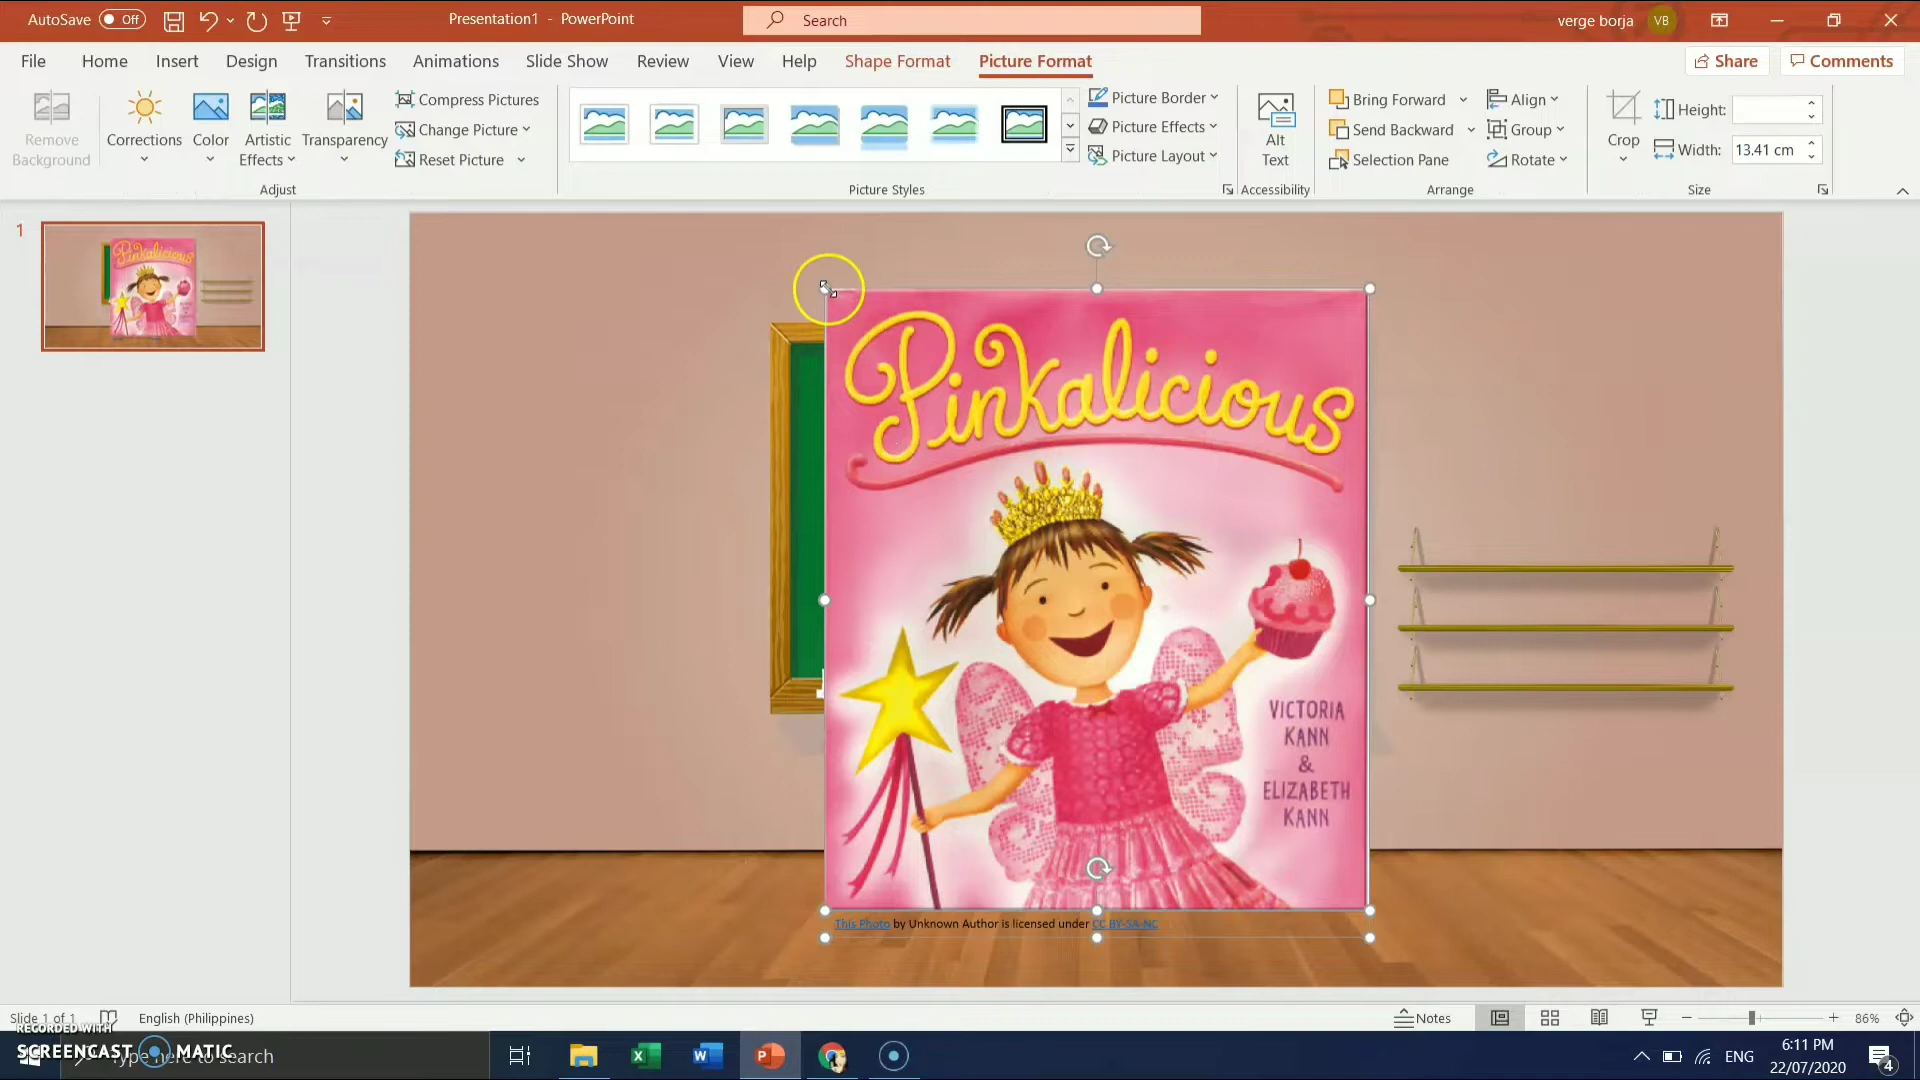 AutoSave Off
Presentation1 - PowerPoint
Search
verge borja VB
File Home Insert Design Transitions Animations Slide Show Review View Help Shape Format Picture Format
Share Comments
Remove Background
Corrections
Color
Artistic Effects
Transparency
Compress Pictures
Change Picture
Reset Picture
Adjust
Picture Styles
Picture Border
Picture Effects
Picture Layout
Alt Text
Accessibility
Bring Forward
Send Backward
Selection Pane
Align
Group
Rotate
Arrange
Crop
Height:
Width: 13.41 cm
Size
1
Pinkalicious
VICTORIA
KANN
&
ELIZABETH
KANN
This Photo by Unknown Author is licensed under CC BY-SA-NC
Slide 1 of 1
English (Philippines)
Notes
86%
RECORDED WITH
SCREENCAST MATIC
Type here to search
ENG
6:11 PM
22/07/2020
4